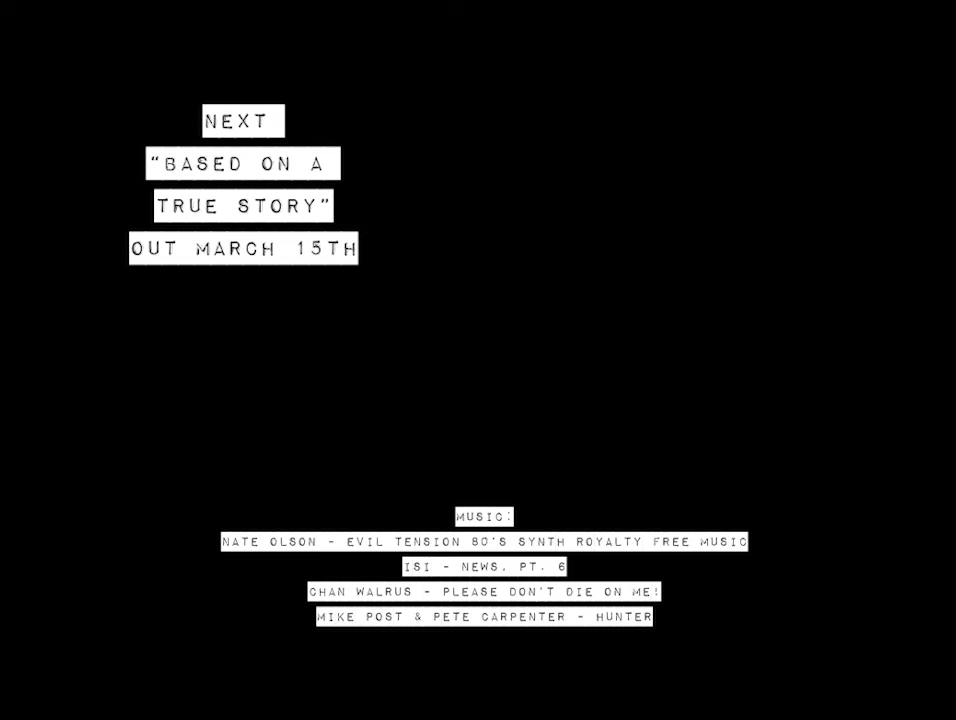 NEXT
"BASED ON A
TRUE STORY"
OUT MARCH 15TH
MUSIC:
NATE OLSON - EVIL TENSION 80'S SYNTH ROYALTY FREE MUSIC
ISI - NEWS, PT. 6
CHAN WALRUS - PLEASE DON'T DIE ON ME!
MIKE POST & PETE CARPENTER - HUNTER